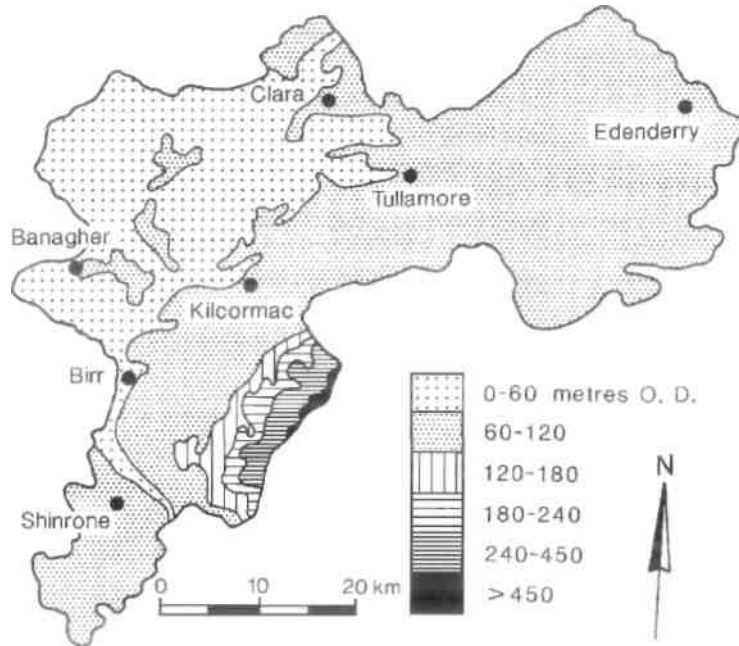 Clara
Edenderry
Tullamore
Banagher
Kilcormac
Birr
Shinrone
0-60 metres O. D.
60-120
120-180
180-240
240-450
>450
N
0 10 20 km